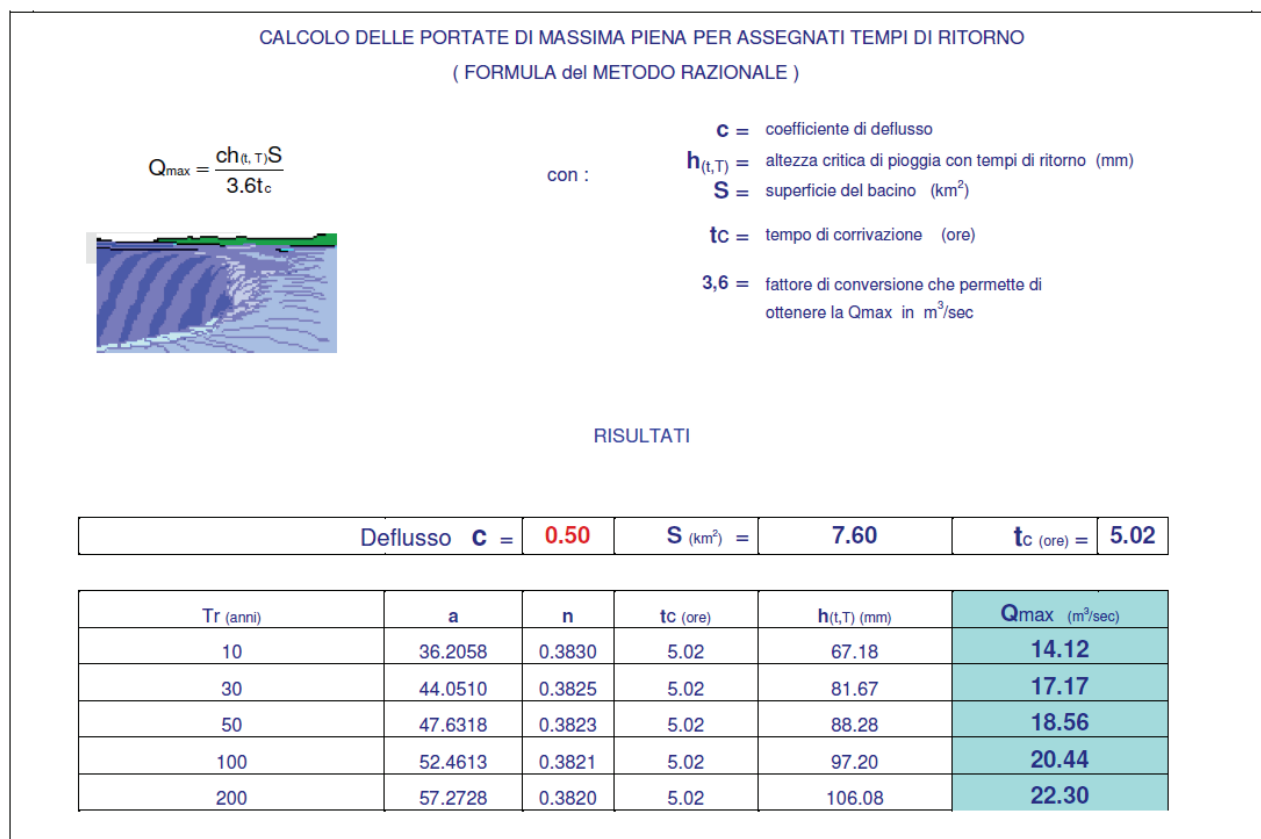 CALCOLO DELLE PORTATE DI MASSIMA PIENA PER ASSEGNATI TEMPI DI RITORNO
( FORMULA del METODO RAZIONALE )
Qmax = ch(t, T)S / 3.6tc
con :
c = coefficiente di deflusso
h(t,T) = altezza critica di pioggia con tempi di ritorno (mm)
S = superficie del bacino (km²)
tc = tempo di corrivazione (ore)
3,6 = fattore di conversione che permette di
ottenere la Qmax in m³/sec
RISULTATI
Deflusso c = 0.50 S (km²) = 7.60 tc (ore) = 5.02
Tr (anni) a n tc (ore) h(t,T) (mm) Qmax (m³/sec)
10 36.2058 0.3830 5.02 67.18 14.12
30 44.0510 0.3825 5.02 81.67 17.17
50 47.6318 0.3823 5.02 88.28 18.56
100 52.4613 0.3821 5.02 97.20 20.44
200 57.2728 0.3820 5.02 106.08 22.30